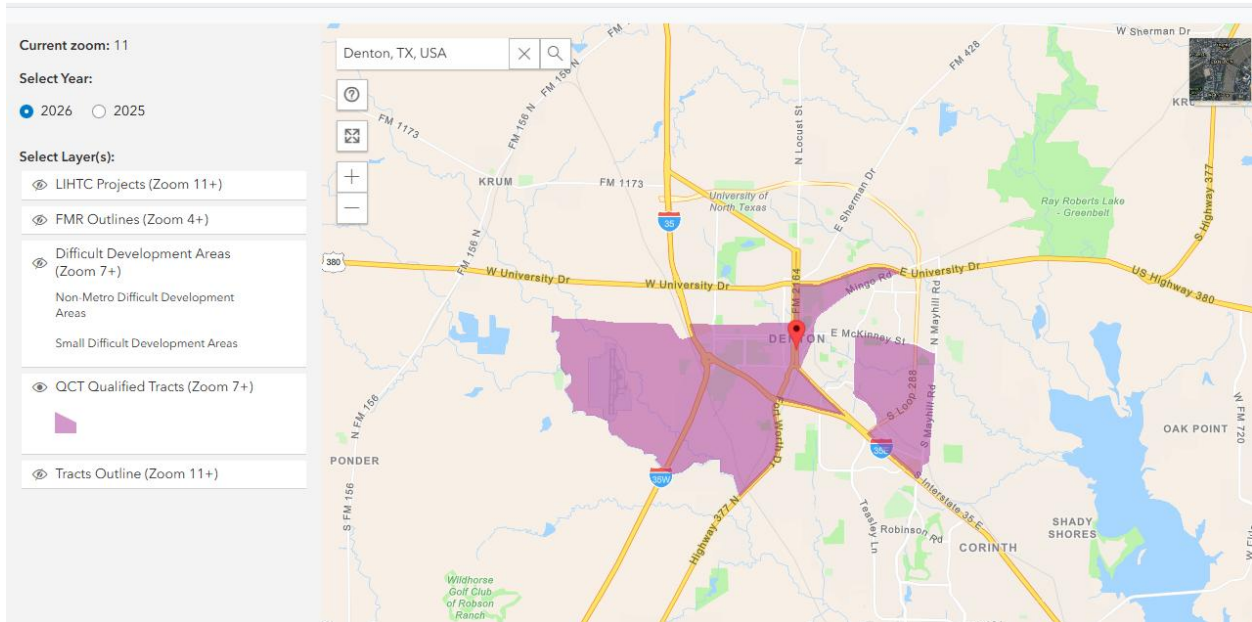 Current zoom: 11
Select Year:
2026
2025
Select Layer(s):
LIHTC Projects (Zoom 11+)
FMR Outlines (Zoom 4+)
Difficult Development Areas
(Zoom 7+)
Non-Metro Difficult Development
Areas
Small Difficult Development Areas
QCT Qualified Tracts (Zoom 7+)
Tracts Outline (Zoom 11+)
Denton, TX, USA
FM 156 N
FM 428
W Sherman Dr
FM 1173
FM 156 N
N Locust St
KRUM
FM 1173
University of
North Texas
E Sherman Dr
35
Ray Roberts Lake
- Greenbelt
S Highway 377
380
FM 156 N
W University Dr
W University Dr
FM 2164
Mingo Rd
E University Dr
US Highway 380
DENTON
E McKinney St
N Mayhill Rd
N FM 156
S Loop 288
S Mayhill Rd
Fort Worth Dr
W FM 720
OAK POINT
PONDER
35W
35E
S Interstate 35 E
S FM 156
Highway 377 N
Teasley Ln
Robinson Rd
CORINTH
SHADY
SHORES
Wildhorse
Golf Club
of Robson
Ranch